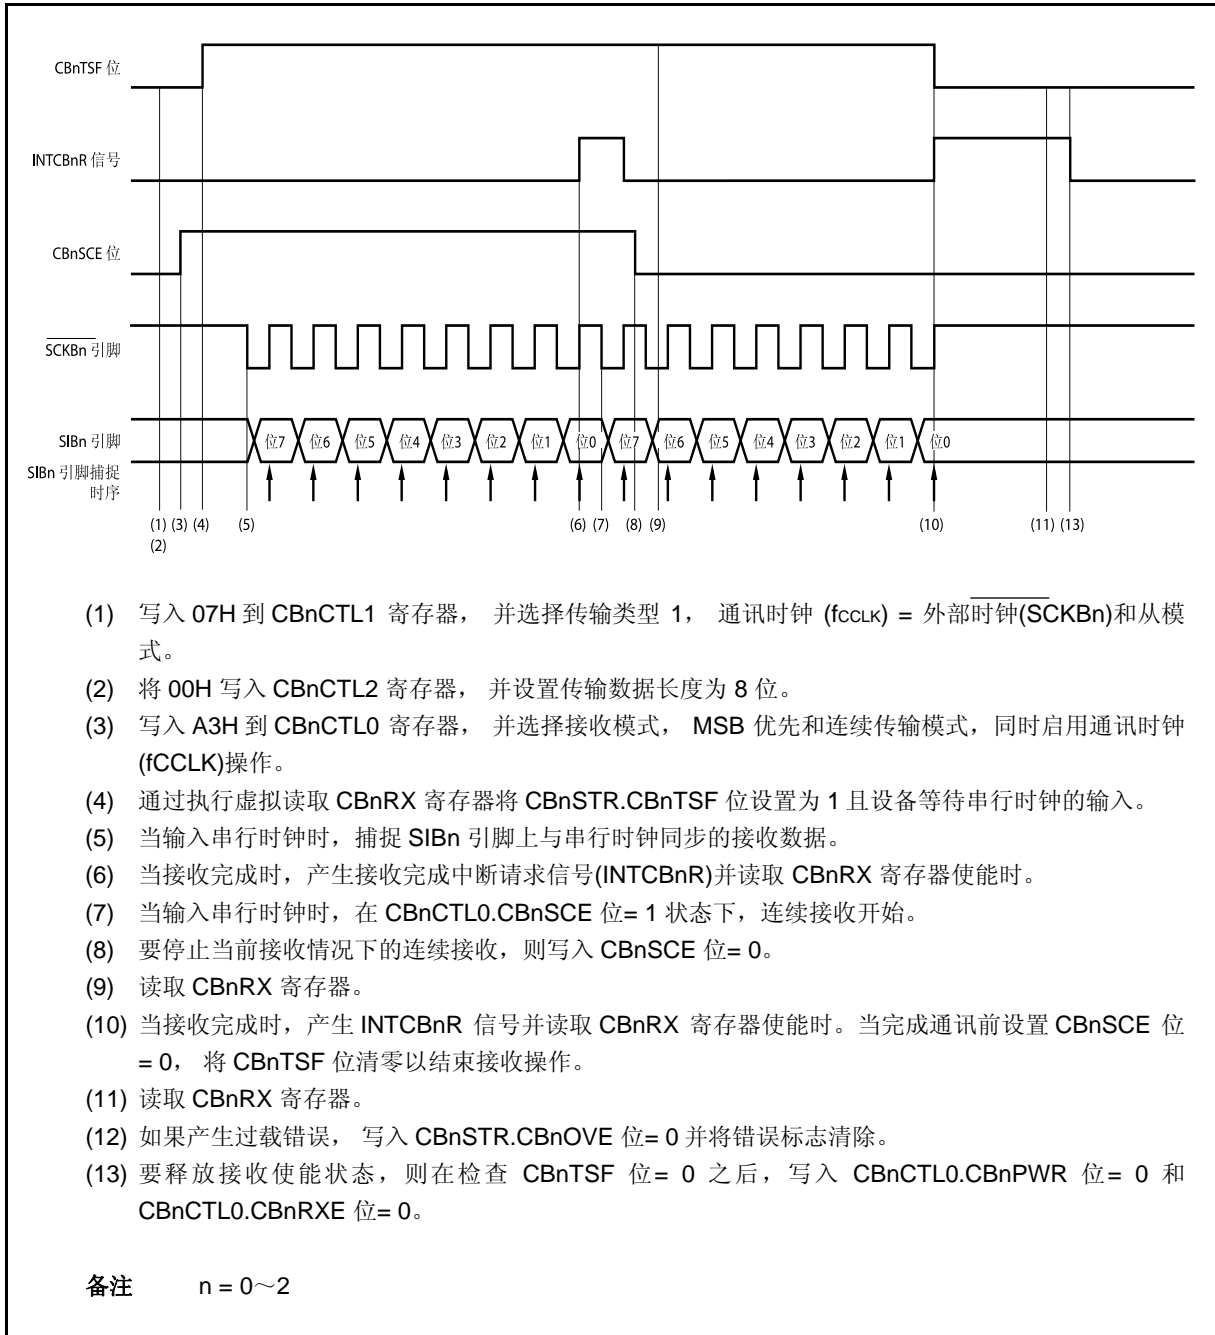 CBnTSF 位
INTCBnR 信号
CBnSCE 位
SCKBn 引脚
SIBn 引脚
位7 位6 位5 位4 位3 位2 位1 位0 位7 位6 位5 位4 位3 位2 位1 位0
SIBn 引脚捕捉
时序
(1) (3) (4) (5) (6) (7) (8) (9) (10) (11) (13)
(2)
(1) 写入 07H 到 CBnCTL1 寄存器， 并选择传输类型 1， 通讯时钟 (fCCLK) = 外部时钟(SCKBn)和从模
式。
(2) 将 00H 写入 CBnCTL2 寄存器， 并设置传输数据长度为 8 位。
(3) 写入 A3H 到 CBnCTL0 寄存器， 并选择接收模式， MSB 优先和连续传输模式，同时启用通讯时钟
(fCCLK)操作。
(4) 通过执行虚拟读取 CBnRX 寄存器将 CBnSTR.CBnTSF 位设置为 1 且设备等待串行时钟的输入。
(5) 当输入串行时钟时，捕捉 SIBn 引脚上与串行时钟同步的接收数据。
(6) 当接收完成时，产生接收完成中断请求信号(INTCBnR)并读取 CBnRX 寄存器使能时。
(7) 当输入串行时钟时，在 CBnCTL0.CBnSCE 位= 1 状态下，连续接收开始。
(8) 要停止当前接收情况下的连续接收，则写入 CBnSCE 位= 0。
(9) 读取 CBnRX 寄存器。
(10) 当接收完成时，产生 INTCBnR 信号并读取 CBnRX 寄存器使能时。当完成通讯前设置 CBnSCE 位
= 0， 将 CBnTSF 位清零以结束接收操作。
(11) 读取 CBnRX 寄存器。
(12) 如果产生过载错误， 写入 CBnSTR.CBnOVE 位= 0 并将错误标志清除。
(13) 要释放接收使能状态，则在检查 CBnTSF 位= 0 之后，写入 CBnCTL0.CBnPWR 位= 0 和
CBnCTL0.CBnRXE 位= 0。
备注 n = 0～2